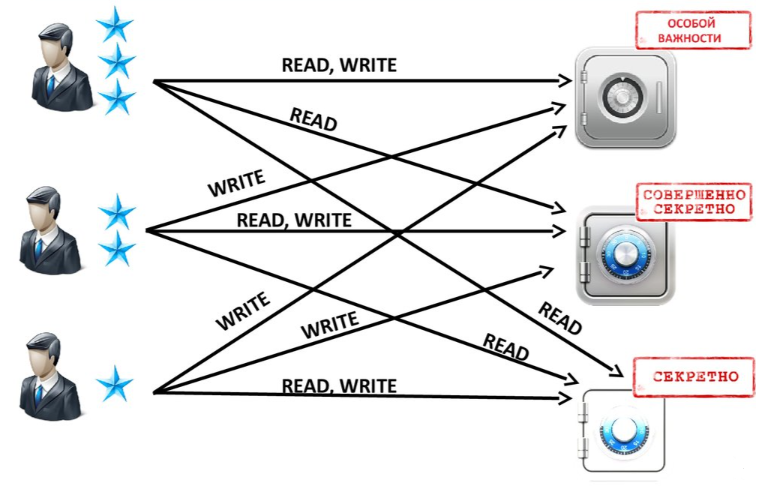 ОСОБОЙ
ВАЖНОСТИ
READ, WRITE
READ
WRITE
СОВЕРШЕННО
СЕКРЕТНО
READ, WRITE
WRITE
WRITE
READ
READ
СЕКРЕТНО
READ, WRITE